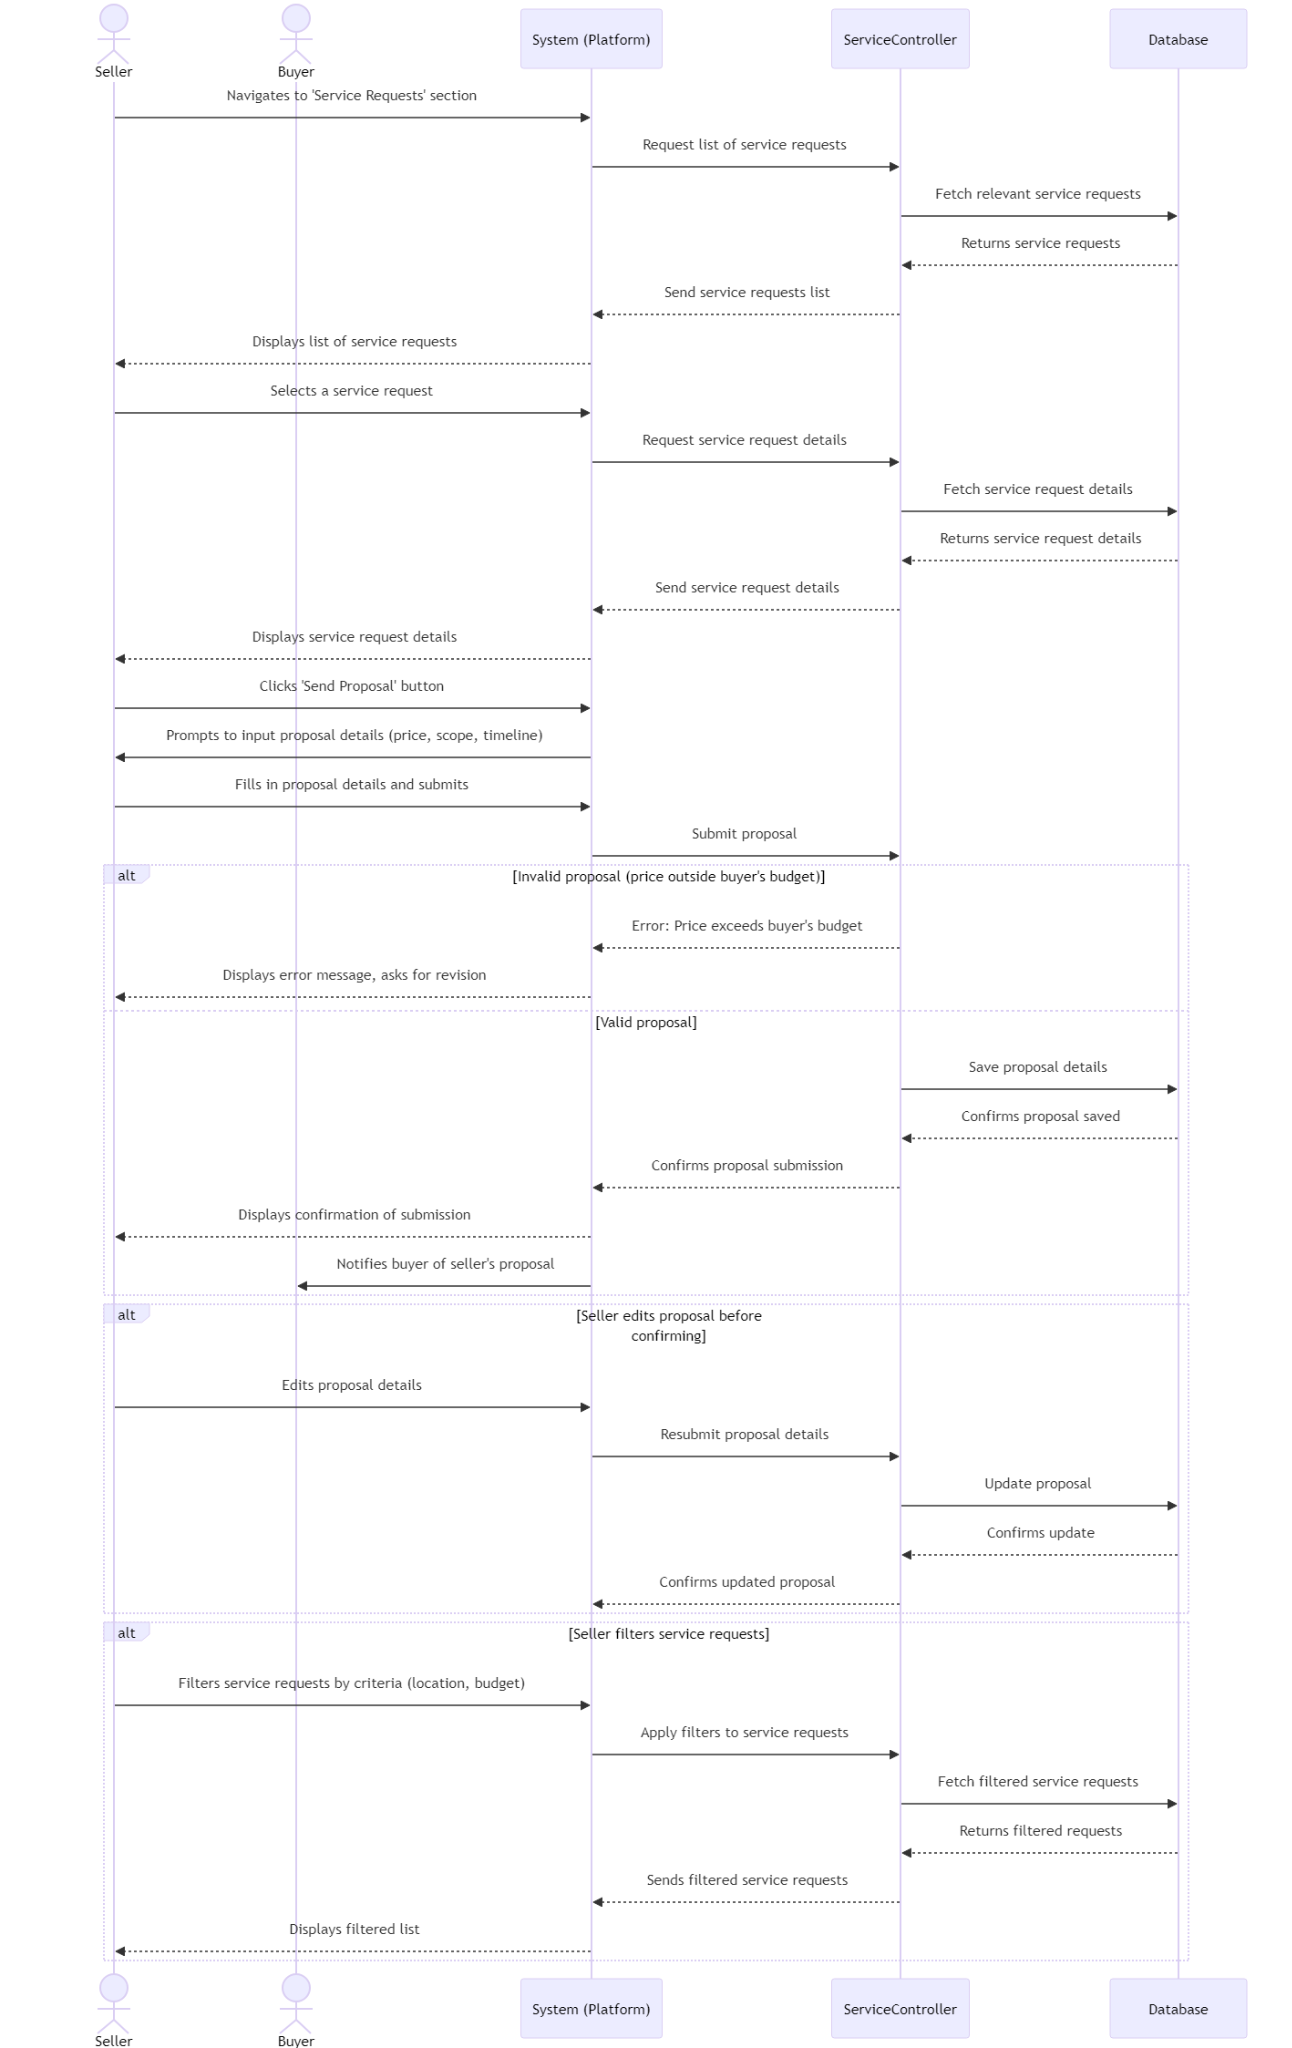 System (Platform)
ServiceController
Database
Seller
Buyer
Navigates to 'Service Requests' section
Request list of service requests
Fetch relevant service requests
Returns service requests
Send service requests list
Displays list of service requests
Selects a service request
Request service request details
Fetch service request details
Returns service request details
Send service request details
Displays service request details
Clicks 'Send Proposal' button
Prompts to input proposal details (price, scope, timeline)
Fills in proposal details and submits
Submit proposal
alt
[Invalid proposal (price outside buyer's budget)]
Error: Price exceeds buyer's budget
Displays error message, asks for revision
[Valid proposal]
Save proposal details
Confirms proposal saved
Confirms proposal submission
Displays confirmation of submission
Notifies buyer of seller's proposal
alt
[Seller edits proposal before
confirming]
Edits proposal details
Resubmit proposal details
Update proposal
Confirms update
Confirms updated proposal
alt
[Seller filters service requests]
Filters service requests by criteria (location, budget)
Apply filters to service requests
Fetch filtered service requests
Returns filtered requests
Sends filtered service requests
Displays filtered list
System (Platform)
ServiceController
Database
Seller
Buyer